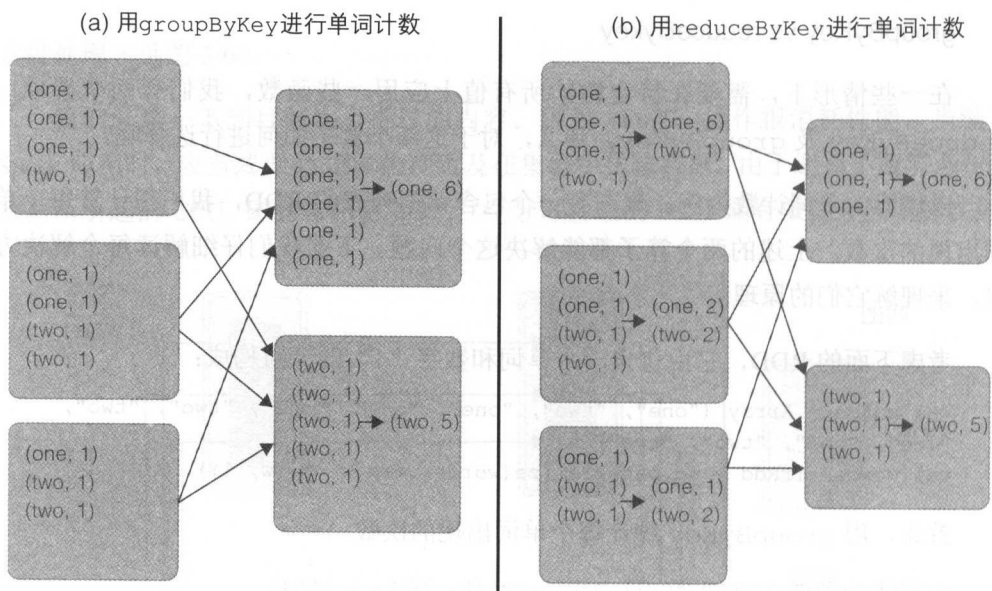 (a) 用groupByKey进行单词计数
(one, 1)
(one, 1)
(one, 1)
(two, 1)
(one, 1)
(one, 1)
(two, 1)
(two, 1)
(one, 1)
(two, 1)
(two, 1)
(one, 1)
(one, 1)
(one, 1)
(one, 1) → (one, 6)
(one, 1)
(one, 1)
(one, 1)
(two, 1)
(two, 1)
(two, 1) → (two, 5)
(two, 1)
(two, 1)
(b) 用reduceByKey进行单词计数
(one, 1)
(one, 1) → (one, 6)
(one, 1) (two, 1)
(two, 1)
(one, 1)
(one, 1) → (one, 2)
(two, 1) (two, 2)
(two, 1)
(one, 1)
(two, 1) → (one, 1)
(two, 1) (two, 2)
(one, 1)
(one, 1) → (one, 6)
(one, 1)
(two, 1)
(two, 1) → (two, 5)
(two, 1)